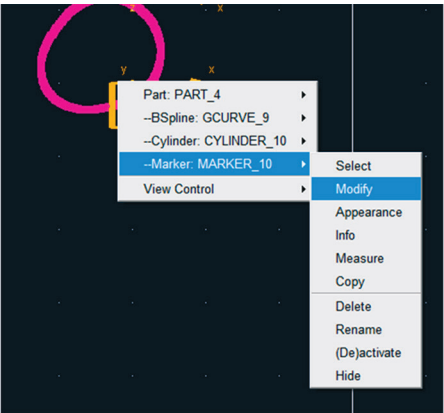 z
x
y
x
Part: PART_4
--BSpline: GCURVE_9
--Cylinder: CYLINDER_10
--Marker: MARKER_10
View Control
Select
Modify
Appearance
Info
Measure
Copy
Delete
Rename
(De)activate
Hide